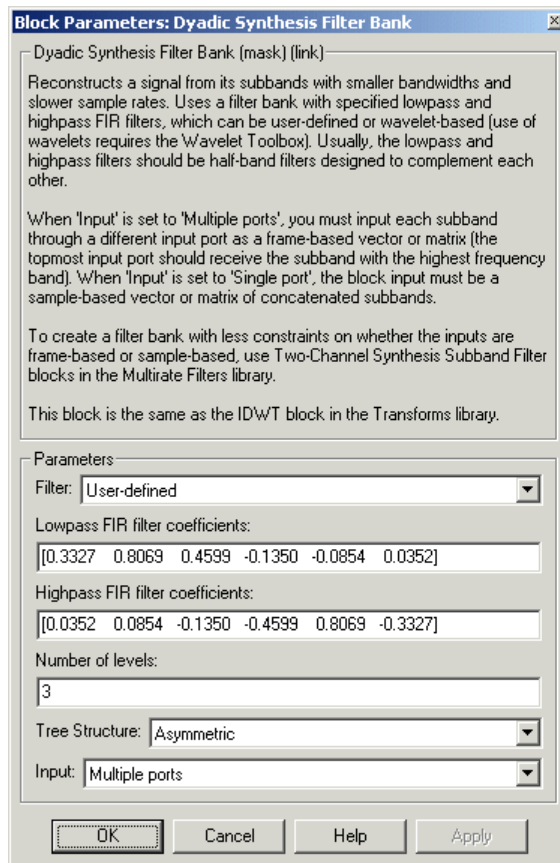 Block Parameters: Dyadic Synthesis Filter Bank
Dyadic Synthesis Filter Bank (mask) (link)
Reconstructs a signal from its subbands with smaller bandwidths and
slower sample rates. Uses a filter bank with specified lowpass and
highpass FIR filters, which can be user-defined or wavelet-based (use of
wavelets requires the Wavelet Toolbox). Usually, the lowpass and
highpass filters should be half-band filters designed to complement each
other.
When 'Input' is set to 'Multiple ports', you must input each subband
through a different input port as a frame-based vector or matrix (the
topmost input port should receive the subband with the highest frequency
band). When 'Input' is set to 'Single port', the block input must be a
sample-based vector or matrix of concatenated subbands.
To create a filter bank with less constraints on whether the inputs are
frame-based or sample-based, use Two-Channel Synthesis Subband Filter
blocks in the Multirate Filters library.
This block is the same as the IDWT block in the Transforms library.
Parameters
Filter: User-defined
Lowpass FIR filter coefficients:
[0.3327 0.8069 0.4599 -0.1350 -0.0854 0.0352]
Highpass FIR filter coefficients:
[0.0352 0.0854 -0.1350 -0.4599 0.8069 -0.3327]
Number of levels:
3
Tree Structure: Asymmetric
Input: Multiple ports
OK Cancel Help Apply